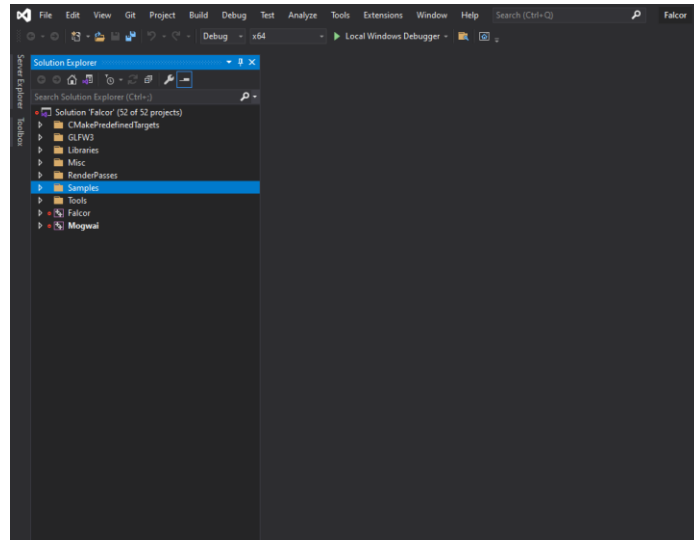 File Edit View Git Project Build Debug Test Analyze Tools Extensions Window Help Search (Ctrl+Q) Falcor
Debug x64 Local Windows Debugger
Server Explorer
Toolbox
Solution Explorer
Search Solution Explorer (Ctrl+;)
Solution 'Falcor' (52 of 52 projects)
CMakePredefinedTargets
GLFW3
Libraries
Misc
RenderPasses
Samples
Tools
Falcor
Mogwai